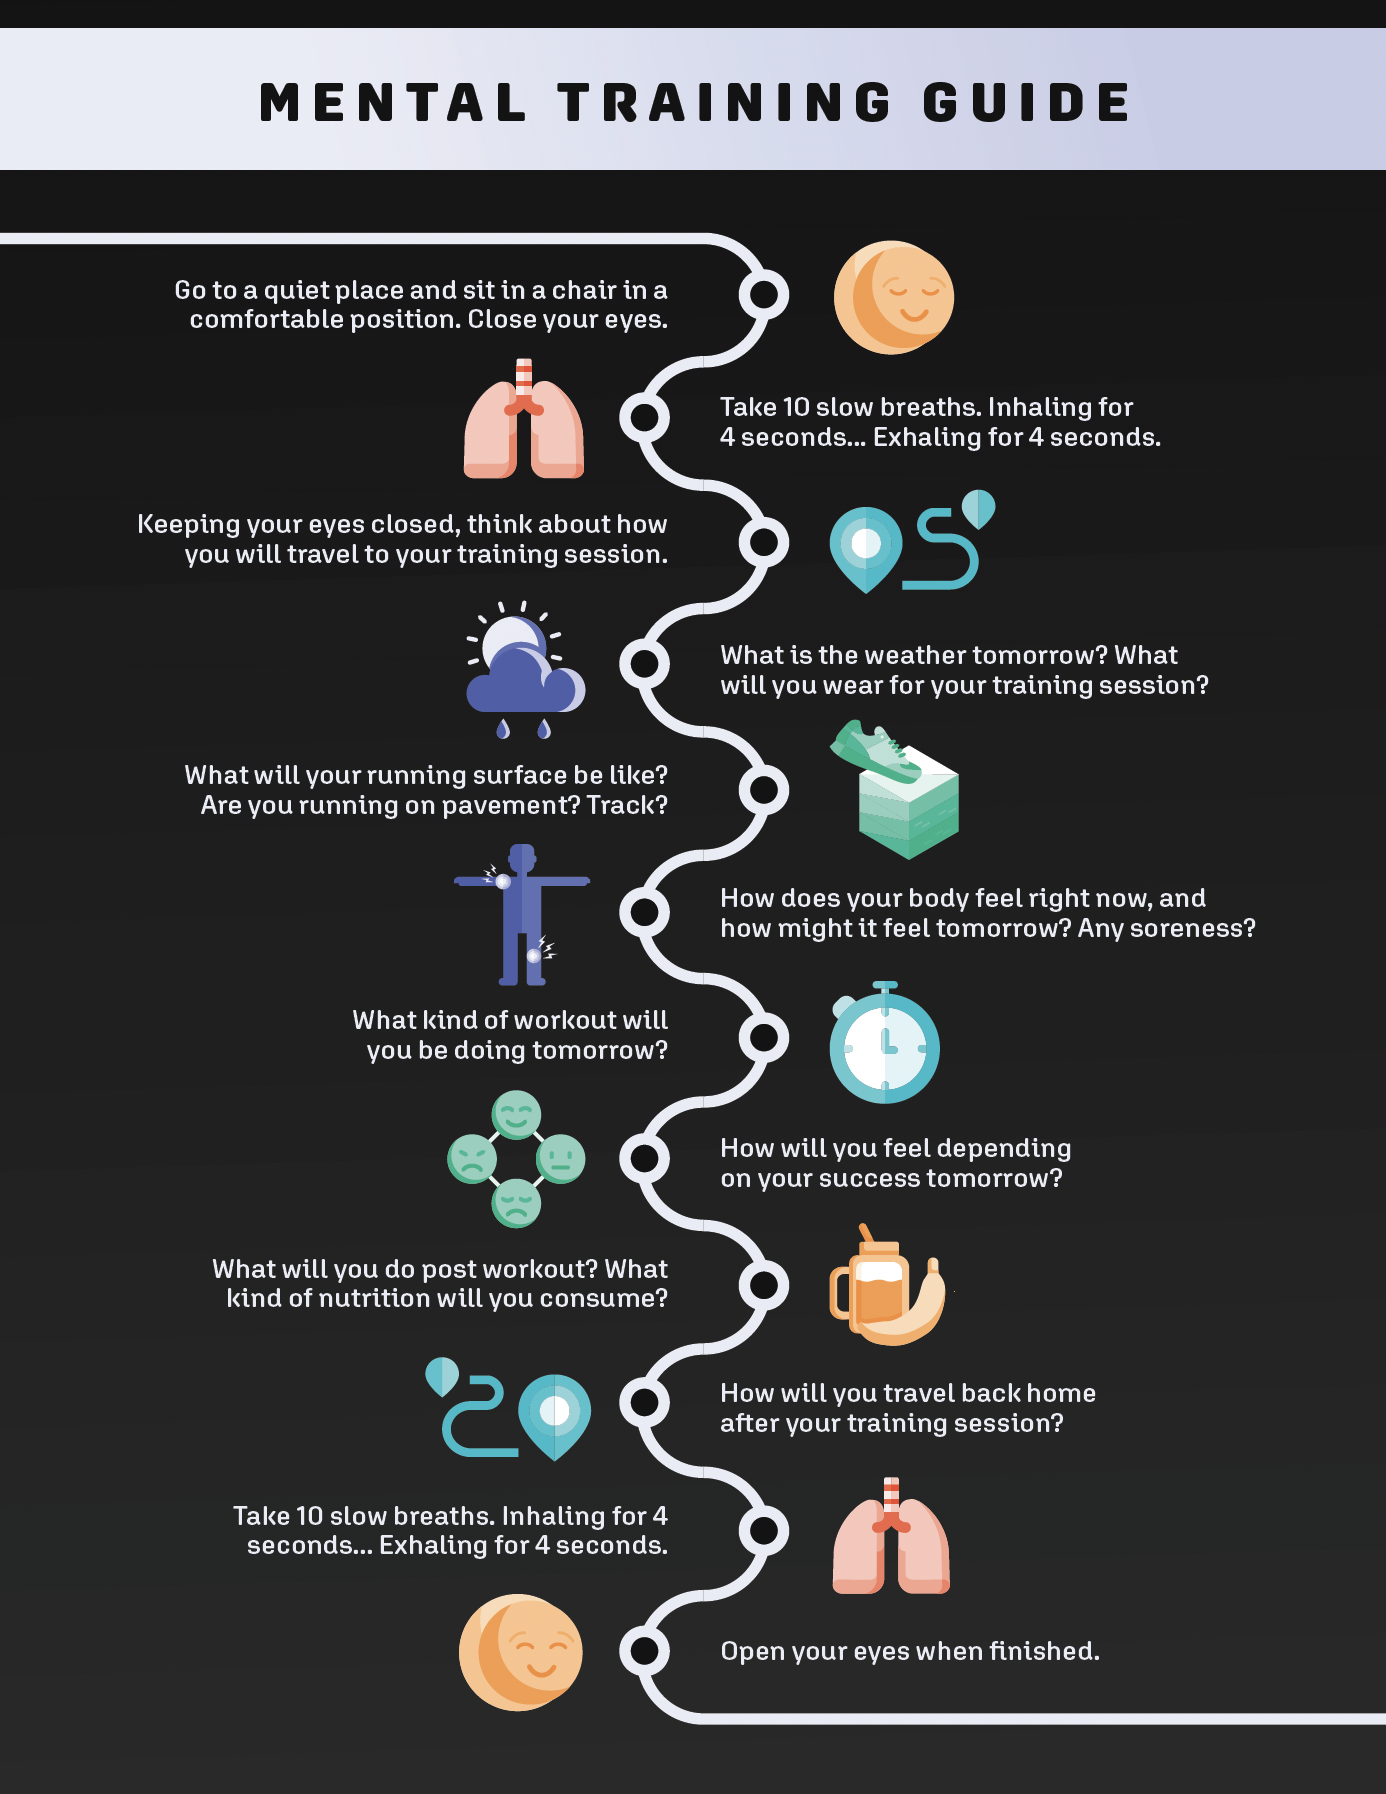 MENTAL TRAINING GUIDE
Go to a quiet place and sit in a chair in a
comfortable position. Close your eyes.
Take 10 slow breaths. Inhaling for
4 seconds... Exhaling for 4 seconds.
Keeping your eyes closed, think about how
you will travel to your training session.
What is the weather tomorrow? What
will you wear for your training session?
What will your running surface be like?
Are you running on pavement? Track?
How does your body feel right now, and
how might it feel tomorrow? Any soreness?
What kind of workout will
you be doing tomorrow?
How will you feel depending
on your success tomorrow?
What will you do post workout? What
kind of nutrition will you consume?
How will you travel back home
after your training session?
Take 10 slow breaths. Inhaling for 4
seconds... Exhaling for 4 seconds.
Open your eyes when finished.